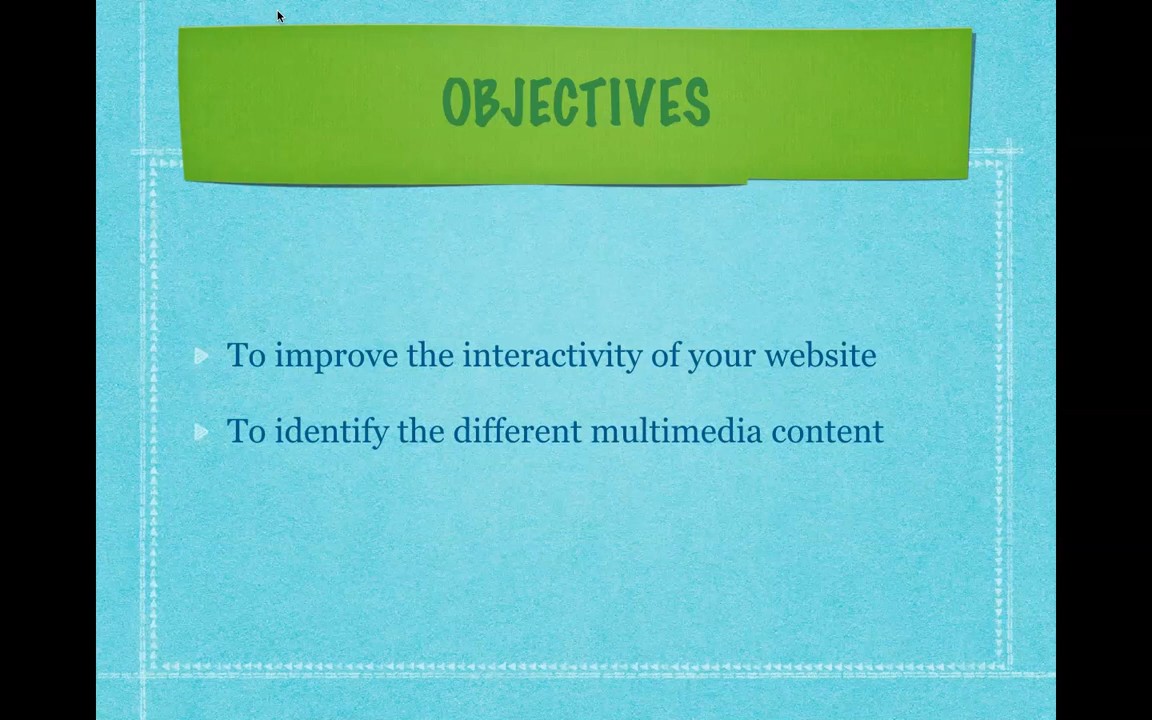 OBJECTIVES
To improve the interactivity of your website
To identify the different multimedia content